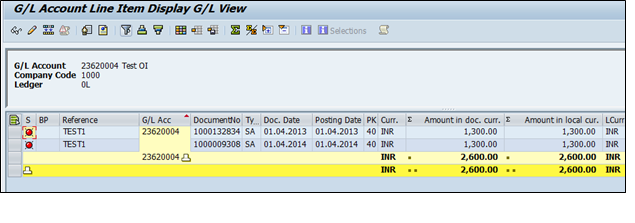 G/L Account Line Item Display G/L View
Selections
G/L Account 23620004 Test OI
Company Code 1000
Ledger 0L
S BP Reference G/L Acc DocumentNo Ty... Doc. Date Posting Date PK Curr. Σ Amount in doc. curr. Σ Amount in local cur. LCurr
TEST1 23620004 1000132834 SA 01.04.2013 01.04.2013 40 INR 1,300.00 1,300.00 INR
TEST1 1000009308 SA 01.04.2014 01.04.2014 40 INR 1,300.00 1,300.00 INR
23620004 INR 2,600.00 2,600.00 INR
INR 2,600.00 2,600.00 INR